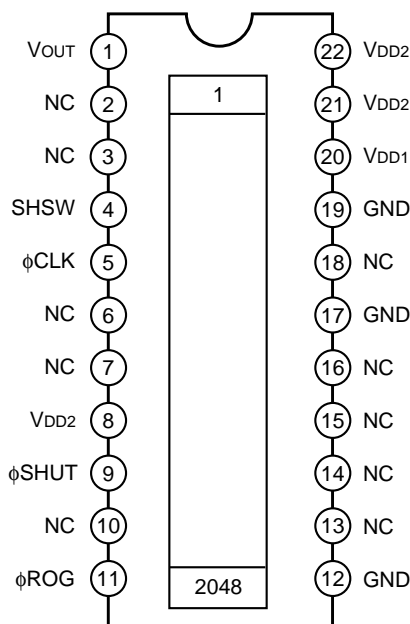 VOUT 1 22 VDD2
NC 2 1 21 VDD2
NC 3 20 VDD1
SHSW 4 19 GND
ϕCLK 5 18 NC
NC 6 17 GND
NC 7 16 NC
VDD2 8 15 NC
ϕSHUT 9 14 NC
NC 10 13 NC
ϕROG 11 2048 12 GND